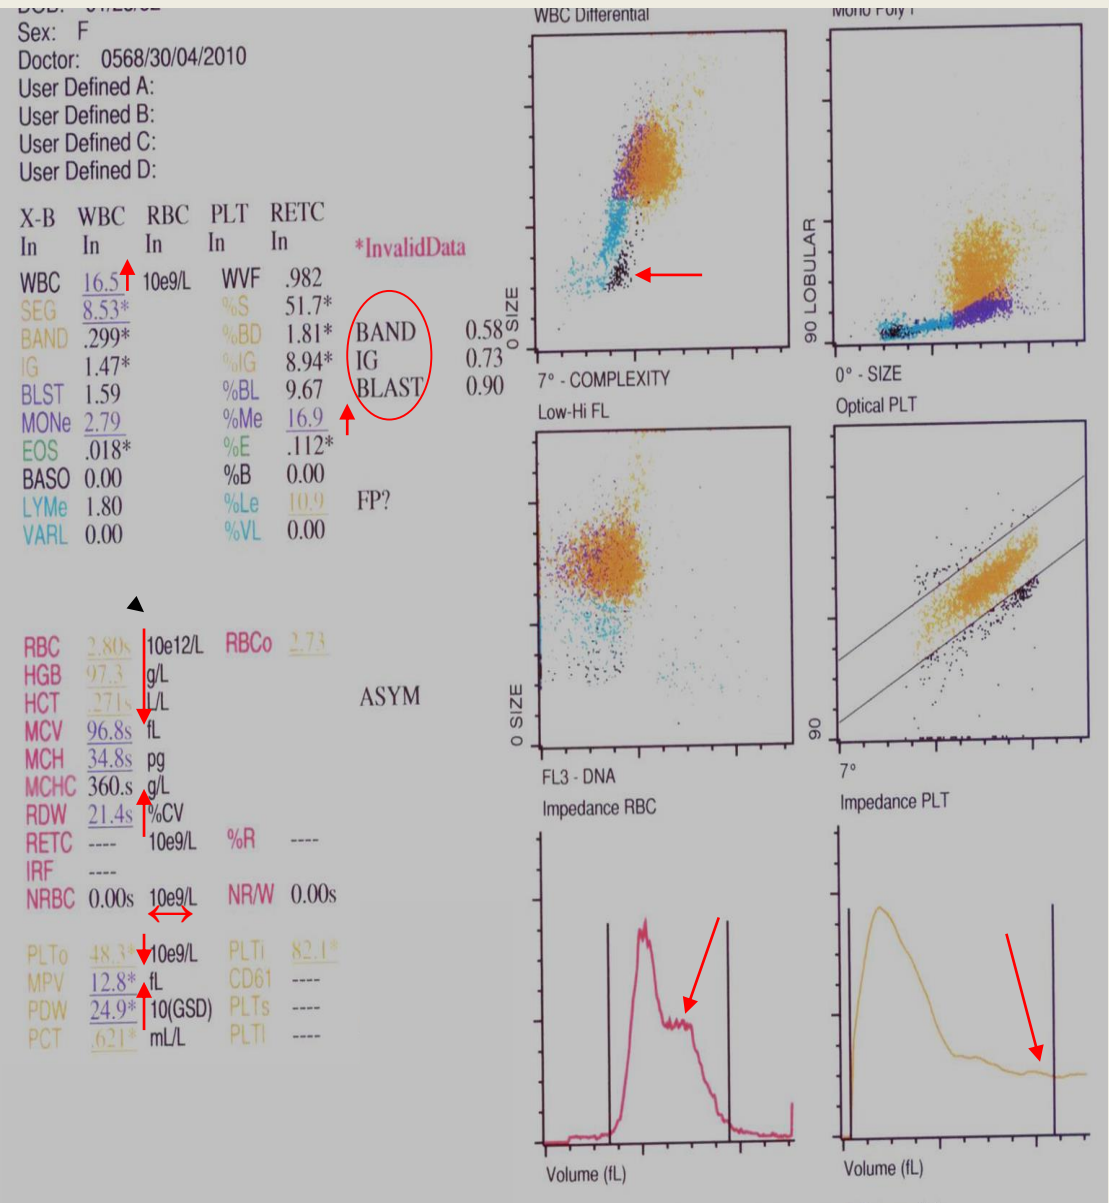 DOB: 01/25/52
Sex: F
Doctor: 0568/30/04/2010
User Defined A:
User Defined B:
User Defined C:
User Defined D:
X-B WBC RBC PLT RETC
In In In In In
*InvalidData
WBC 16.5 10e9/L WVF .982
SEG 8.53* %S 51.7*
BAND .299* %BD 1.81* BAND 0.58
IG 1.47* %IG 8.94* IG 0.73
BLST 1.59 %BL 9.67 BLAST 0.90
MONe 2.79 %Me 16.9
EOS .018* %E .112*
BASO 0.00 %B 0.00
LYMe 1.80 %Le 10.9 FP?
VARL 0.00 %VL 0.00
RBC 2.80s 10e12/L RBCo 2.73
HGB 97.3 g/L
HCT .271s L/L ASYM
MCV 96.8s fL
MCH 34.8s pg
MCHC 360.s g/L
RDW 21.4s %CV
RETC ---- 10e9/L %R ----
IRF ----
NRBC 0.00s 10e9/L NR/W 0.00s
PLTo 48.3* 10e9/L PLTi 82.1*
MPV 12.8* fL CD61 ----
PDW 24.9* 10(GSD) PLTs ----
PCT .621* mL/L PLTl ----
WBC Differential
0 SIZE
7° - COMPLEXITY
Mono Poly I
90 LOBULAR
0° - SIZE
Low-Hi FL
0 SIZE
FL3 - DNA
Optical PLT
90
7°
Impedance RBC
Volume (fL)
Impedance PLT
Volume (fL)